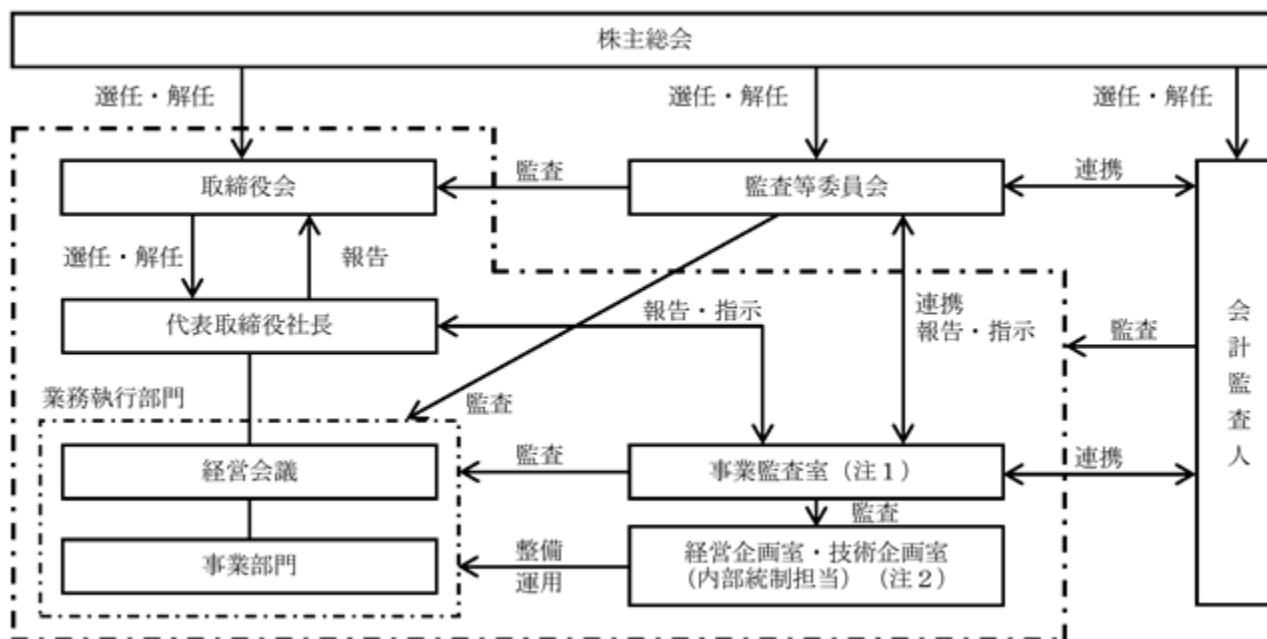 株主総会
選任・解任
選任・解任
選任・解任
取締役会
監査
監査等委員会
連携
選任・解任
報告
代表取締役社長
報告・指示
連携
報告・指示
監査
会計監査人
業務執行部門
監査
経営会議
監査
事業監査室（注１）
連携
監査
事業部門
整備
運用
経営企画室・技術企画室
（内部統制担当）（注２）